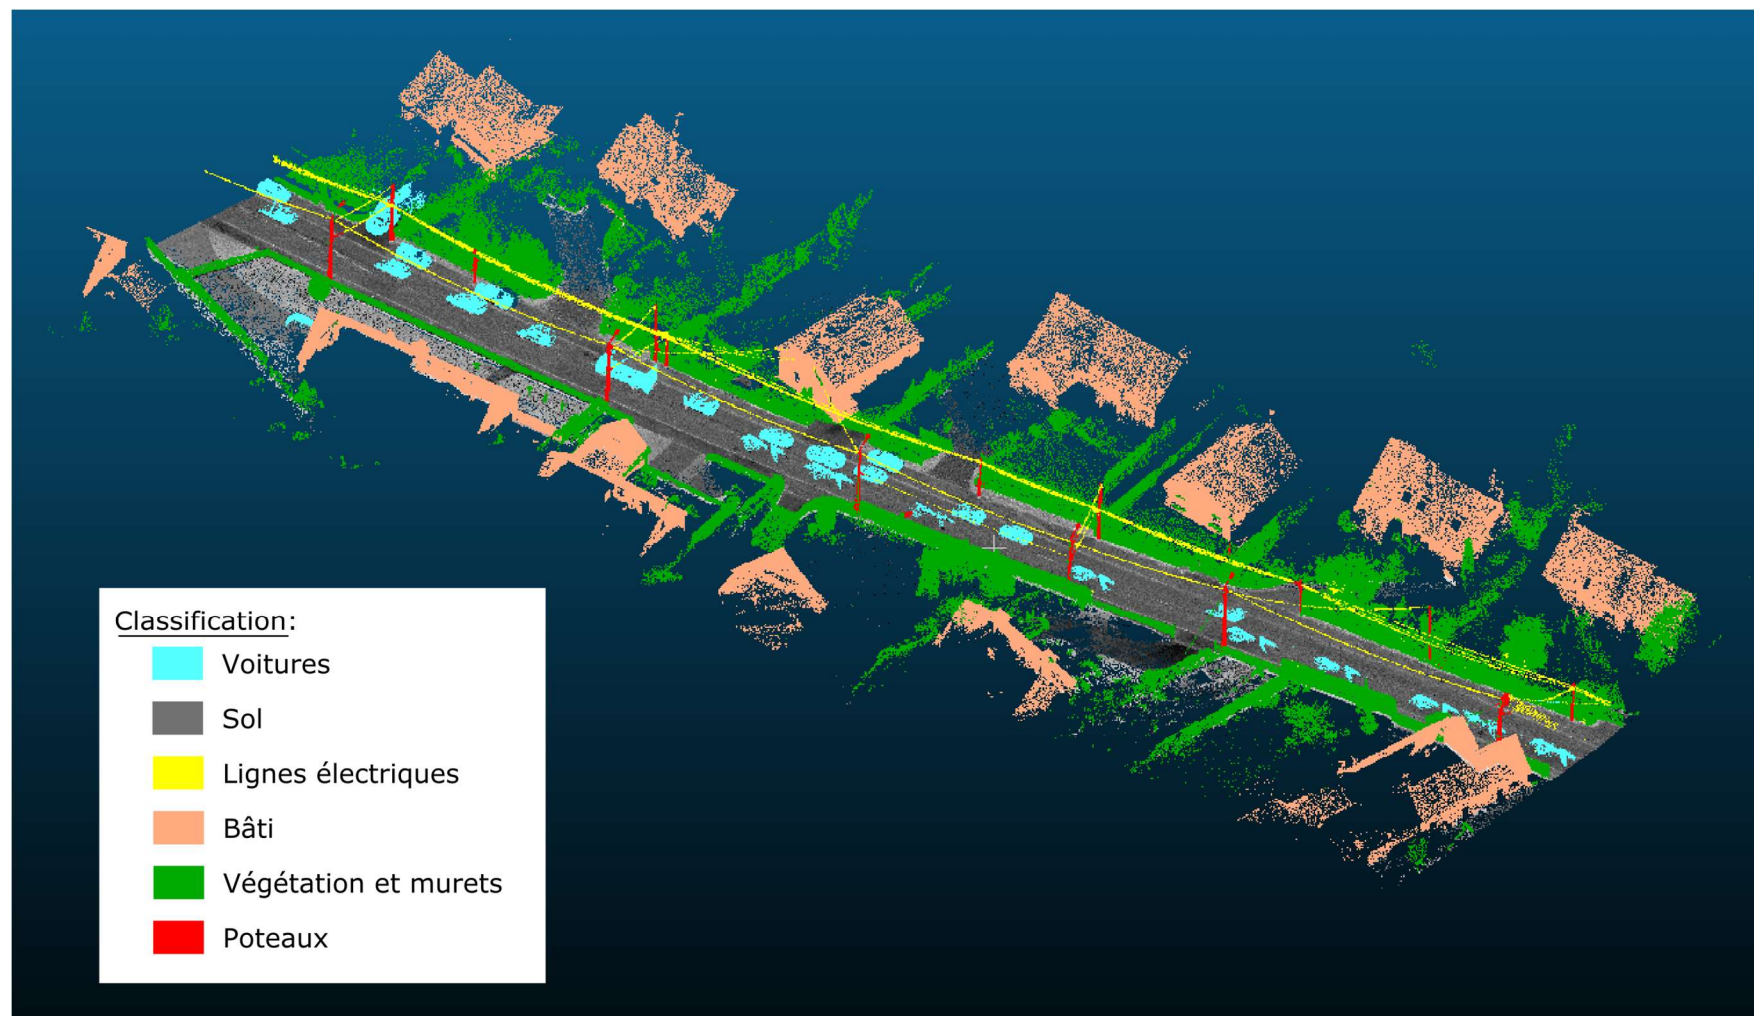 Classification:
Voitures
Sol
Lignes électriques
Bâti
Végétation et murets
Poteaux